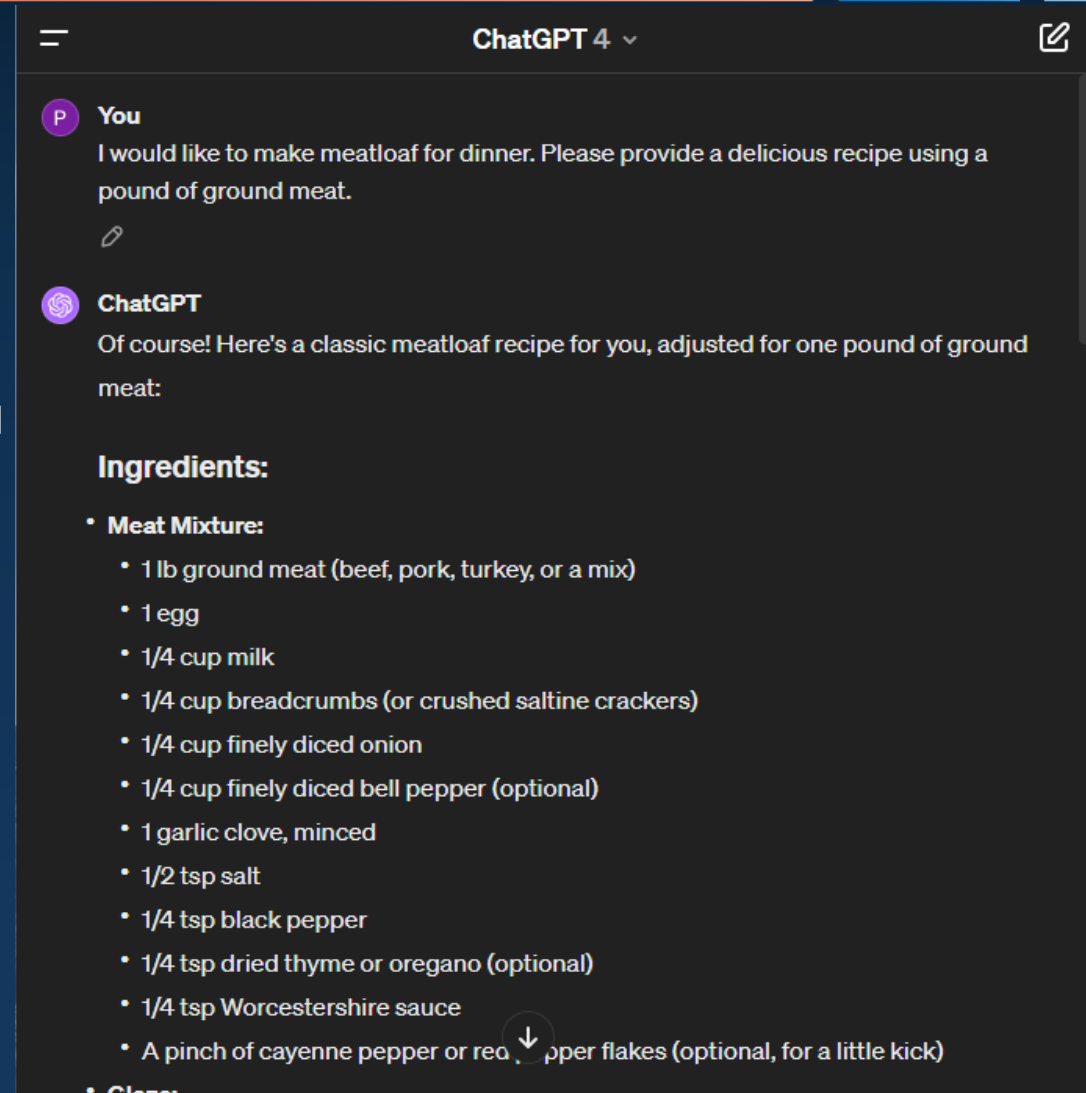 ChatGPT 4
P
You
I would like to make meatloaf for dinner. Please provide a delicious recipe using a
pound of ground meat.
ChatGPT
Of course! Here's a classic meatloaf recipe for you, adjusted for one pound of ground
meat:
Ingredients:
• Meat Mixture:
• 1 lb ground meat (beef, pork, turkey, or a mix)
• 1 egg
• 1/4 cup milk
• 1/4 cup breadcrumbs (or crushed saltine crackers)
• 1/4 cup finely diced onion
• 1/4 cup finely diced bell pepper (optional)
• 1 garlic clove, minced
• 1/2 tsp salt
• 1/4 tsp black pepper
• 1/4 tsp dried thyme or oregano (optional)
• 1/4 tsp Worcestershire sauce
• A pinch of cayenne pepper or red pepper flakes (optional, for a little kick)
• Glaze: